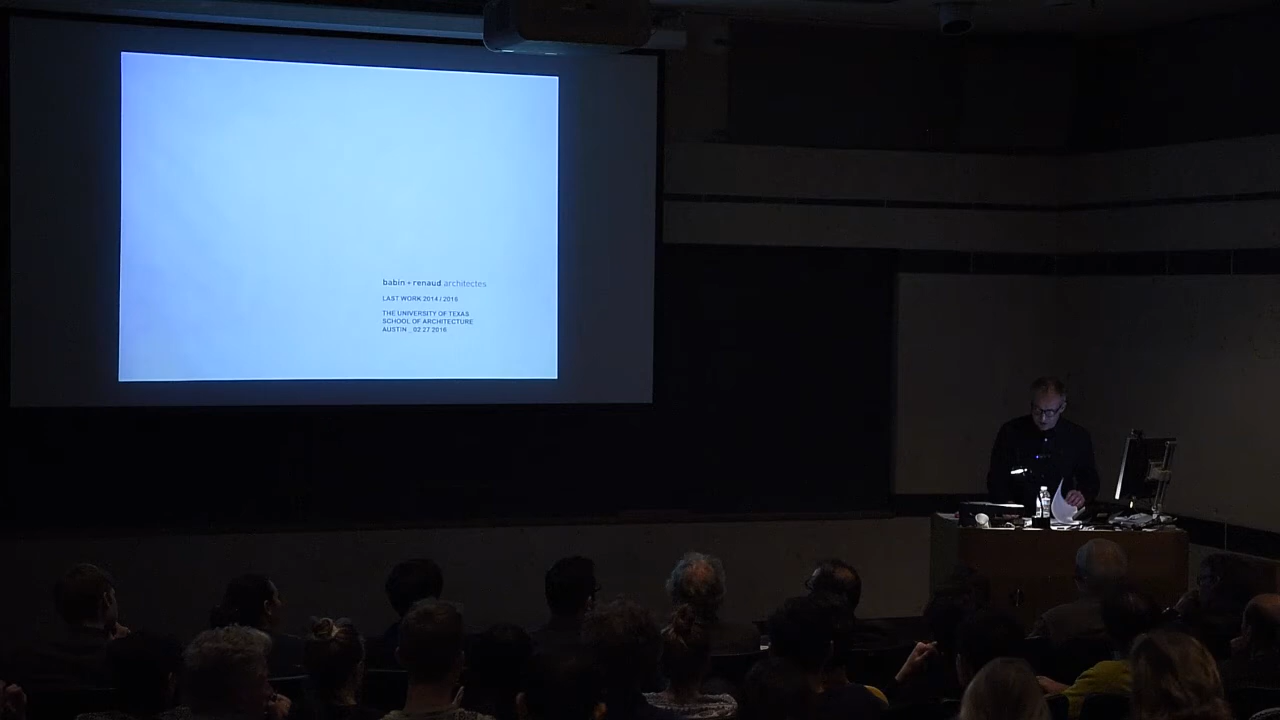 babin + renaud architectes
LAST WORK 2014 / 2016
THE UNIVERSITY OF TEXAS
SCHOOL OF ARCHITECTURE
AUSTIN _ 02 27 2016